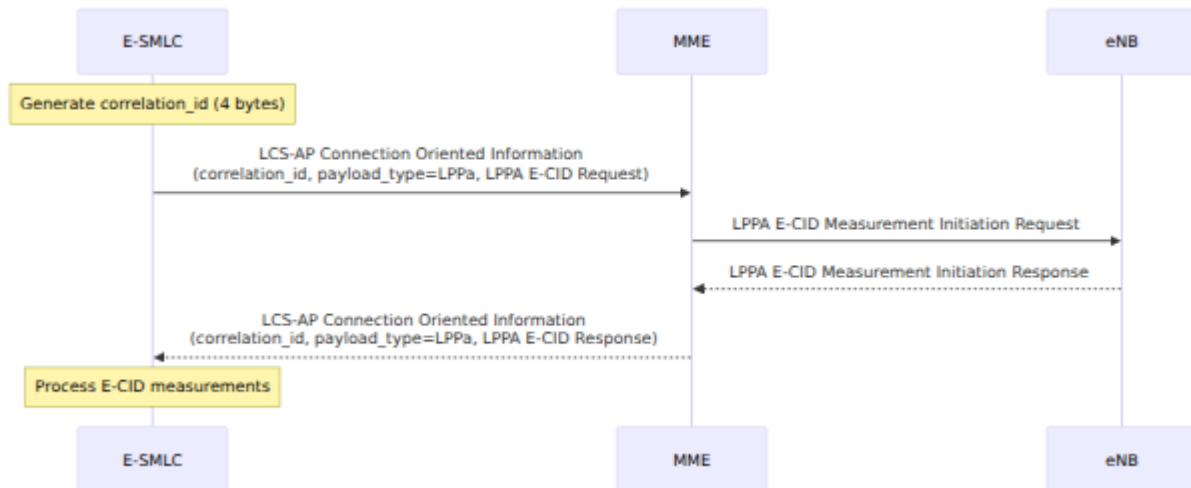 E-SMLC
MME
eNB
Generate correlation_id (4 bytes)
LCS-AP Connection Oriented Information
(correlation_id, payload_type=LPPa, LPPA E-CID Request)
LPPA E-CID Measurement Initiation Request
LPPA E-CID Measurement Initiation Response
LCS-AP Connection Oriented Information
(correlation_id, payload_type=LPPa, LPPA E-CID Response)
Process E-CID measurements
E-SMLC
MME
eNB